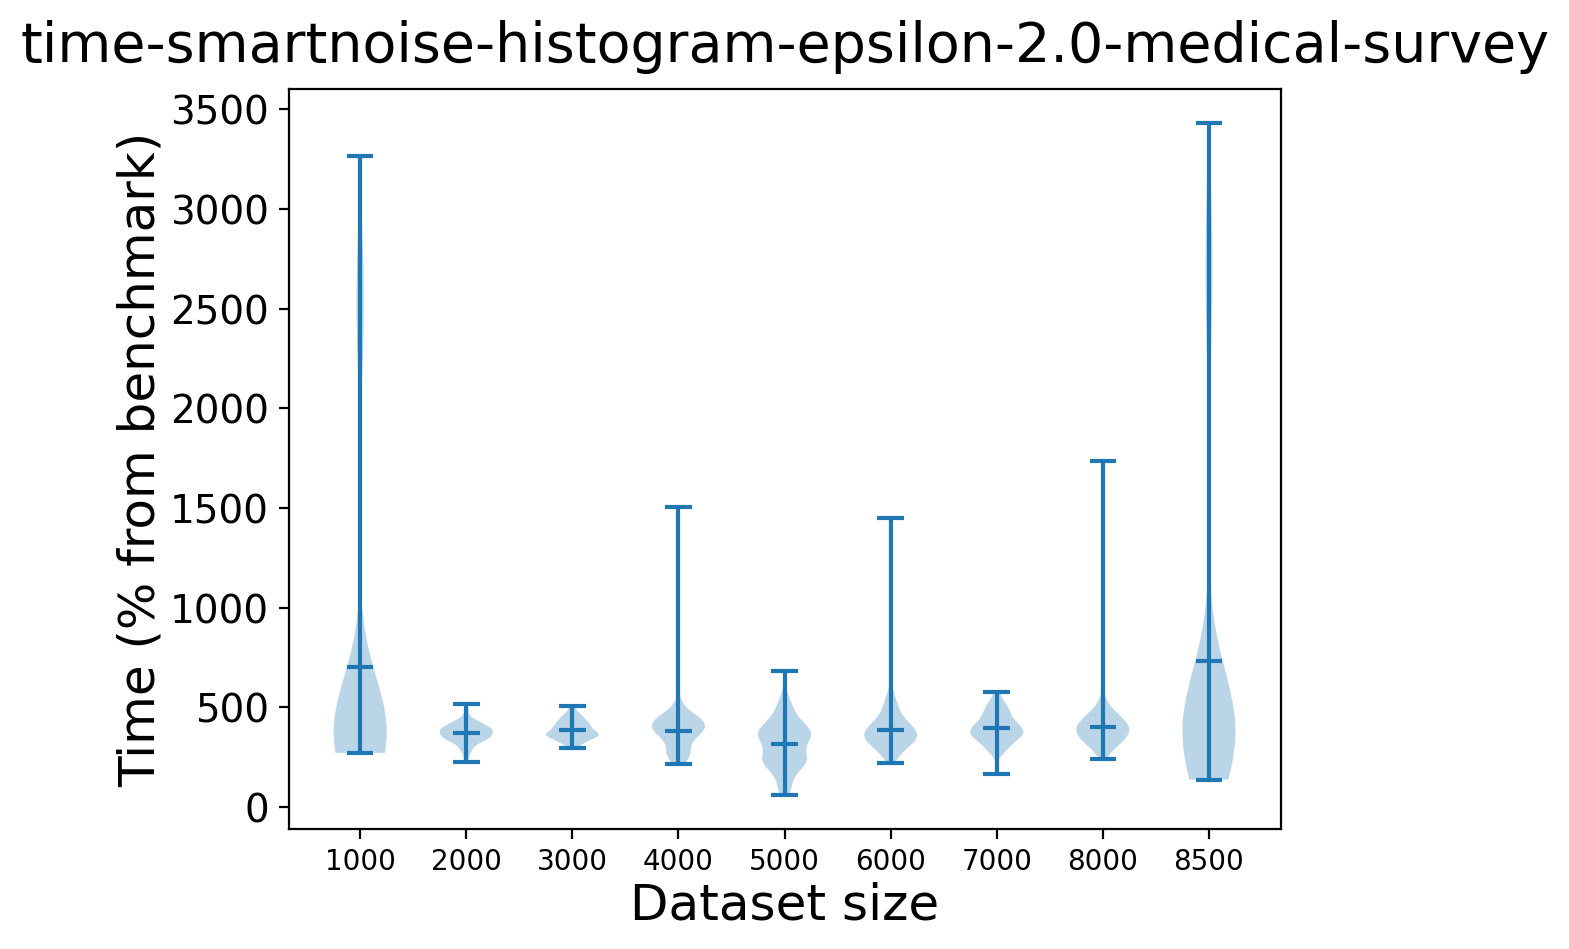 time-smartnoise-histogram-epsilon-2.0-medical-survey
Time (% from benchmark)
3500
3000
2500
2000
1500
1000
500
0
1000 2000 3000 4000 5000 6000 7000 8000 8500
Dataset size